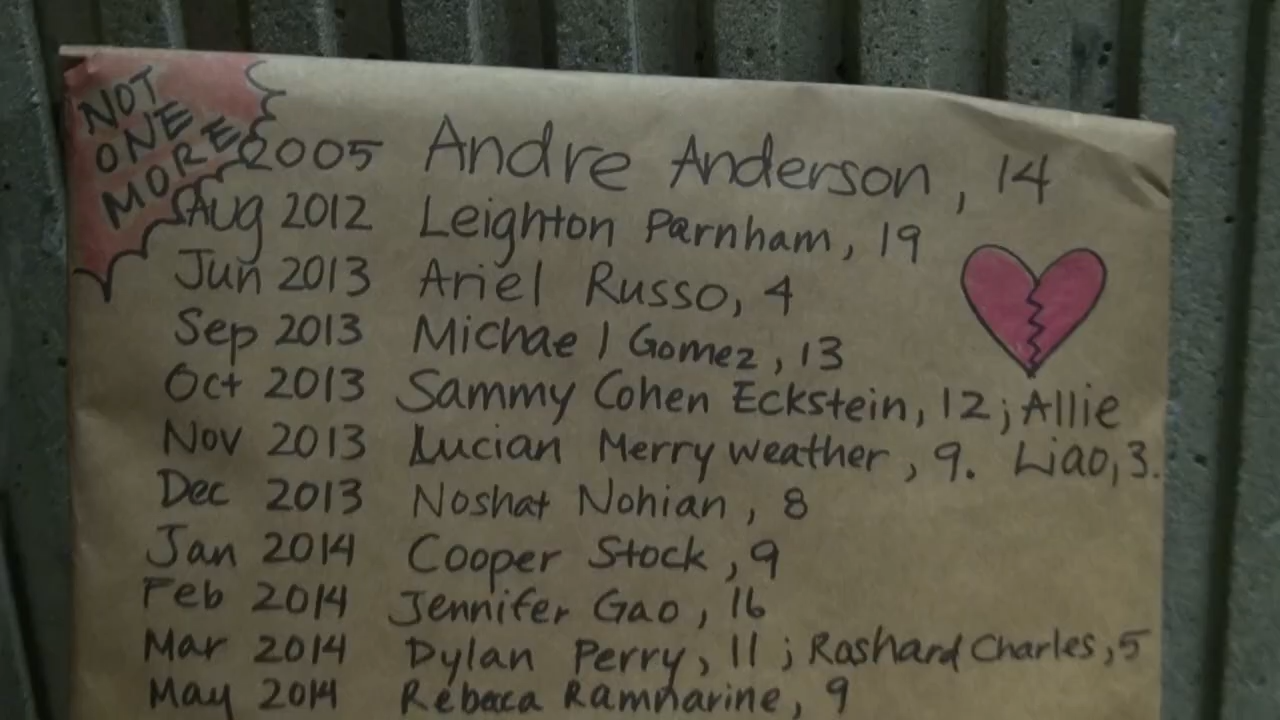 NOT
ONE
MORE
2005 Andre Anderson, 14
Aug 2012 Leighton Parnham, 19
Jun 2013 Ariel Russo, 4
Sep 2013 Michael Gomez, 13
Oct 2013 Sammy Cohen Eckstein, 12; Allie
Nov 2013 Lucian Merryweather, 9. Liao, 3.
Dec 2013 Noshat Nohian, 8
Jan 2014 Cooper Stock, 9
Feb 2014 Jennifer Gao, 16
Mar 2014 Dylan Perry, 11; Rashard Charles, 5
May 2014 Rebeca Ramnarine, 9